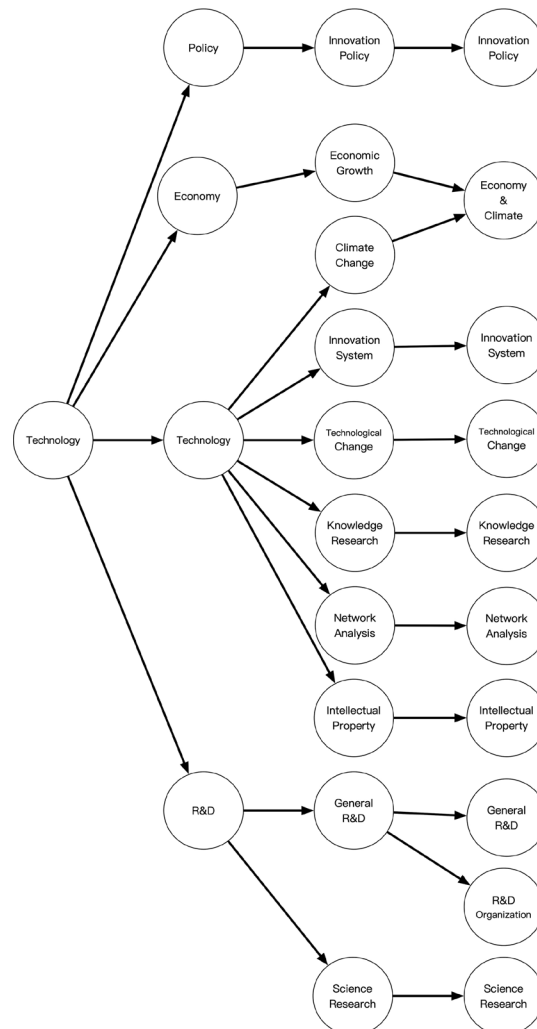 Policy
Innovation
Policy
Innovation
Policy
Economy
Economic
Growth
Economy
&
Climate
Climate
Change
Innovation
System
Innovation
System
Technology
Technology
Technological
Change
Technological
Change
Knowledge
Research
Knowledge
Research
Network
Analysis
Network
Analysis
Intellectual
Property
Intellectual
Property
R&D
General
R&D
General
R&D
R&D
Organization
Science
Research
Science
Research